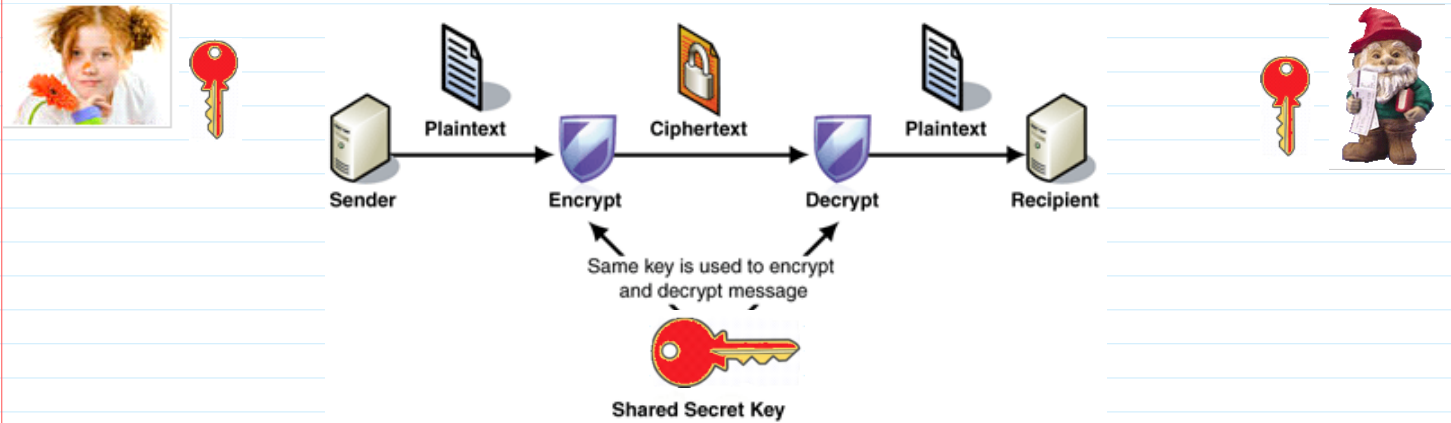 Plaintext
Ciphertext
Plaintext
Sender
Encrypt
Decrypt
Recipient
Same key is used to encrypt
and decrypt message
Shared Secret Key